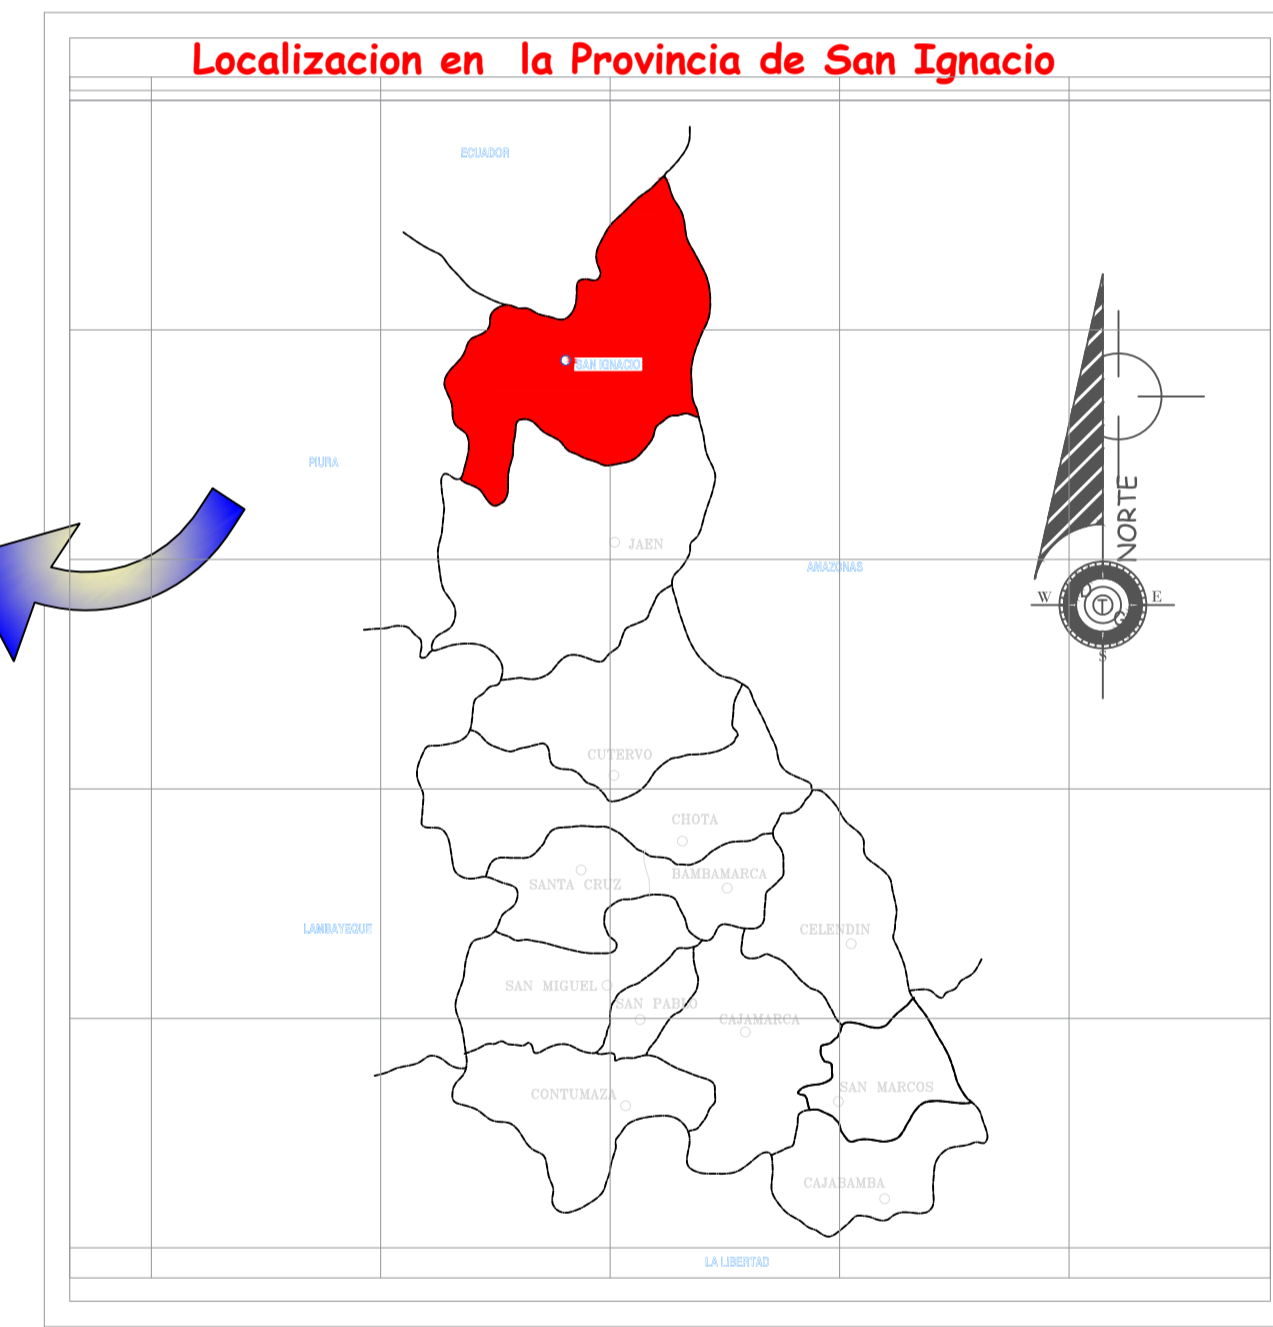 Localizacion en la Provincia de San Ignacio
ECUADOR
SAN IGNACIO
PIURA
NORTE
JAEN
AMAZONAS
W
E
D
T
G
S
CUTERVO
CHOTA
BAMBAMARCA
SANTA CRUZ
LAMBAYEQUE
CELENDIN
SAN MIGUEL
SAN PABLO
CAJAMARCA
SAN MARCOS
CONTUMAZA
CAJABAMBA
LA LIBERTAD